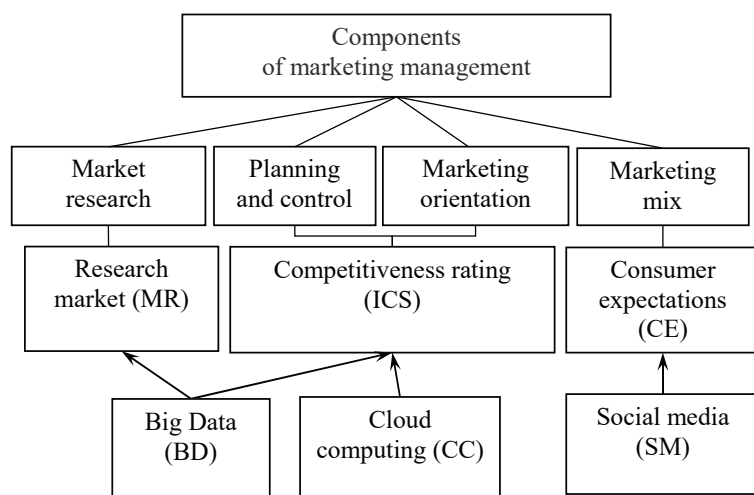 Components
of marketing management
Market
research
Planning
and control
Marketing
orientation
Marketing
mix
Research
market (MR)
Competitiveness rating
(ICS)
Consumer
expectations
(CE)
Big Data
(BD)
Cloud
computing (CC)
Social media
(SM)